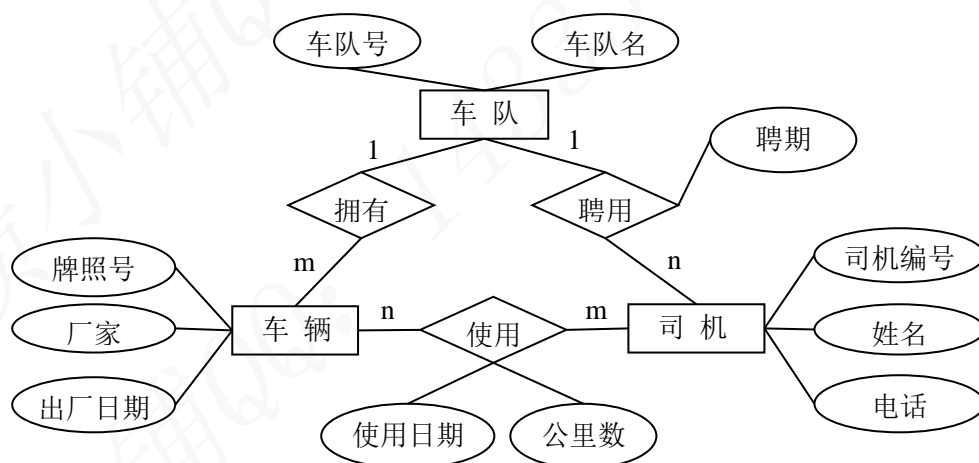 车队号
车队名
车 队
1
1
聘期
拥有
聘用
m
n
牌照号
厂家
出厂日期
车 辆
n
使用
m
司 机
司机编号
姓名
电话
使用日期
公里数